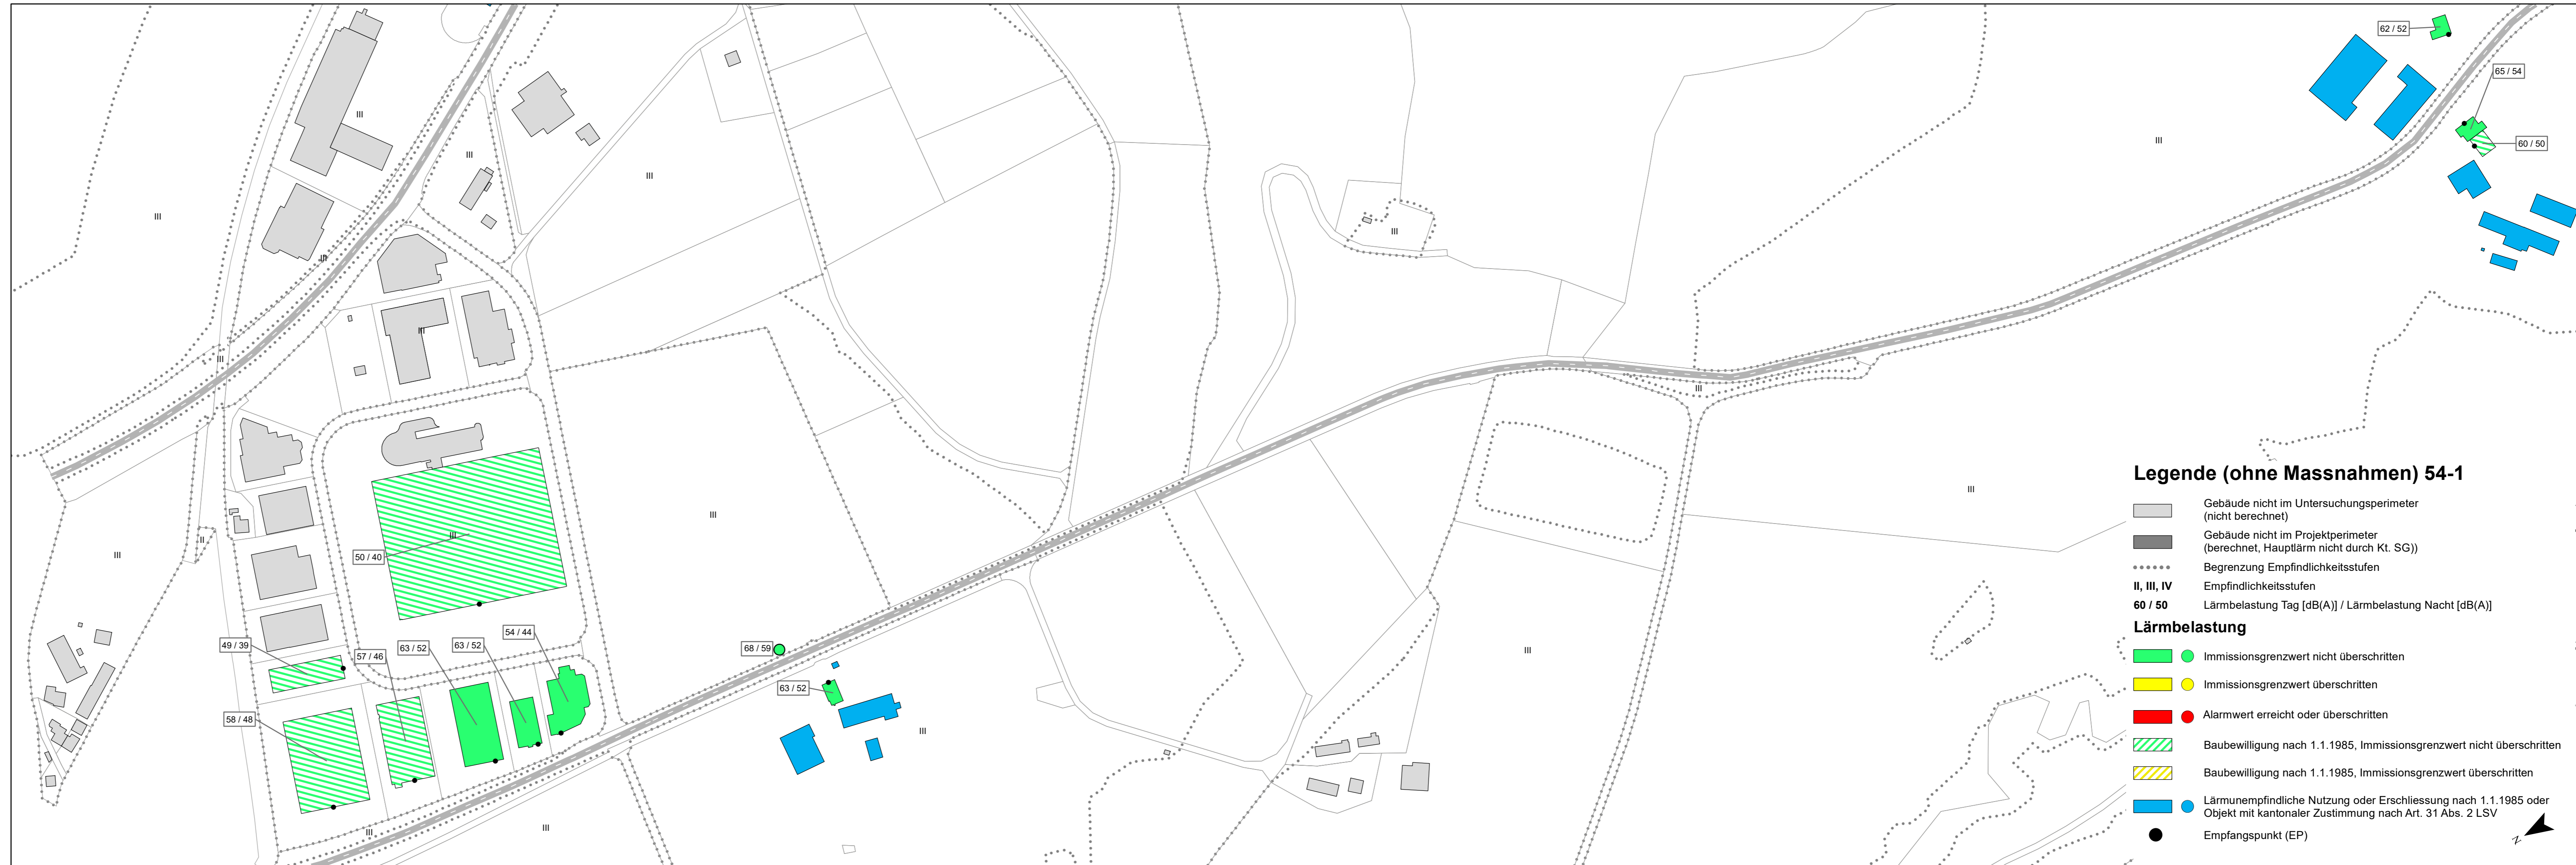 62 / 52
65 / 54
III
III
III
60 / 50
III
III
III
III
III
III
III
III
III
III
III
50 / 40
II
III
54 / 44
49 / 39
63 / 52
63 / 52
57 / 46
68 / 59
III
63 / 52
58 / 48
III
III
III
Legende (ohne Massnahmen) 54-1
Gebäude nicht im Untersuchungsperimeter
(nicht berechnet)
Gebäude nicht im Projektperimeter
(berechnet, Hauptlärm nicht durch Kt. SG))
Begrenzung Empfindlichkeitsstufen
II, III, IV Empfindlichkeitsstufen
60 / 50 Lärmbelastung Tag [dB(A)] / Lärmbelastung Nacht [dB(A)]
Lärmbelastung
Immissionsgrenzwert nicht überschritten
Immissionsgrenzwert überschritten
Alarmwert erreicht oder überschritten
Baubewilligung nach 1.1.1985, Immissionsgrenzwert nicht überschritten
Baubewilligung nach 1.1.1985, Immissionsgrenzwert überschritten
Lärmunempfindliche Nutzung oder Erschliessung nach 1.1.1985 oder
Objekt mit kantonaler Zustimmung nach Art. 31 Abs. 2 LSV
Empfangspunkt (EP)
N